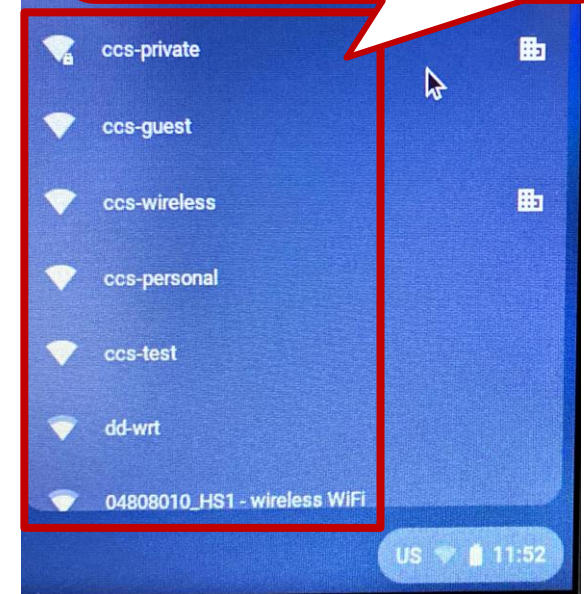 ccs-private
ccs-guest
ccs-wireless
ccs-personal
ccs-test
dd-wrt
04808010_HS1 - wireless WiFi
US 11:52